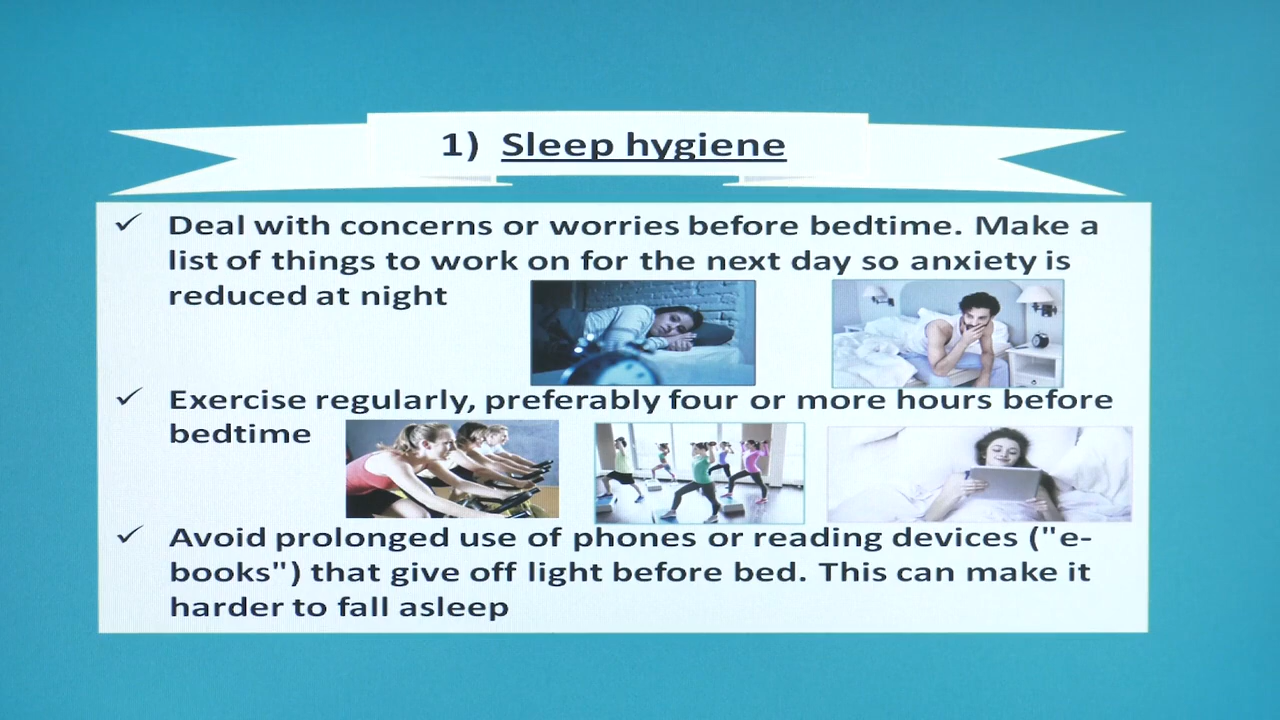 1) Sleep hygiene
✓ Deal with concerns or worries before bedtime. Make a
list of things to work on for the next day so anxiety is
reduced at night
✓ Exercise regularly, preferably four or more hours before
bedtime
✓ Avoid prolonged use of phones or reading devices ("e-
books") that give off light before bed. This can make it
harder to fall asleep